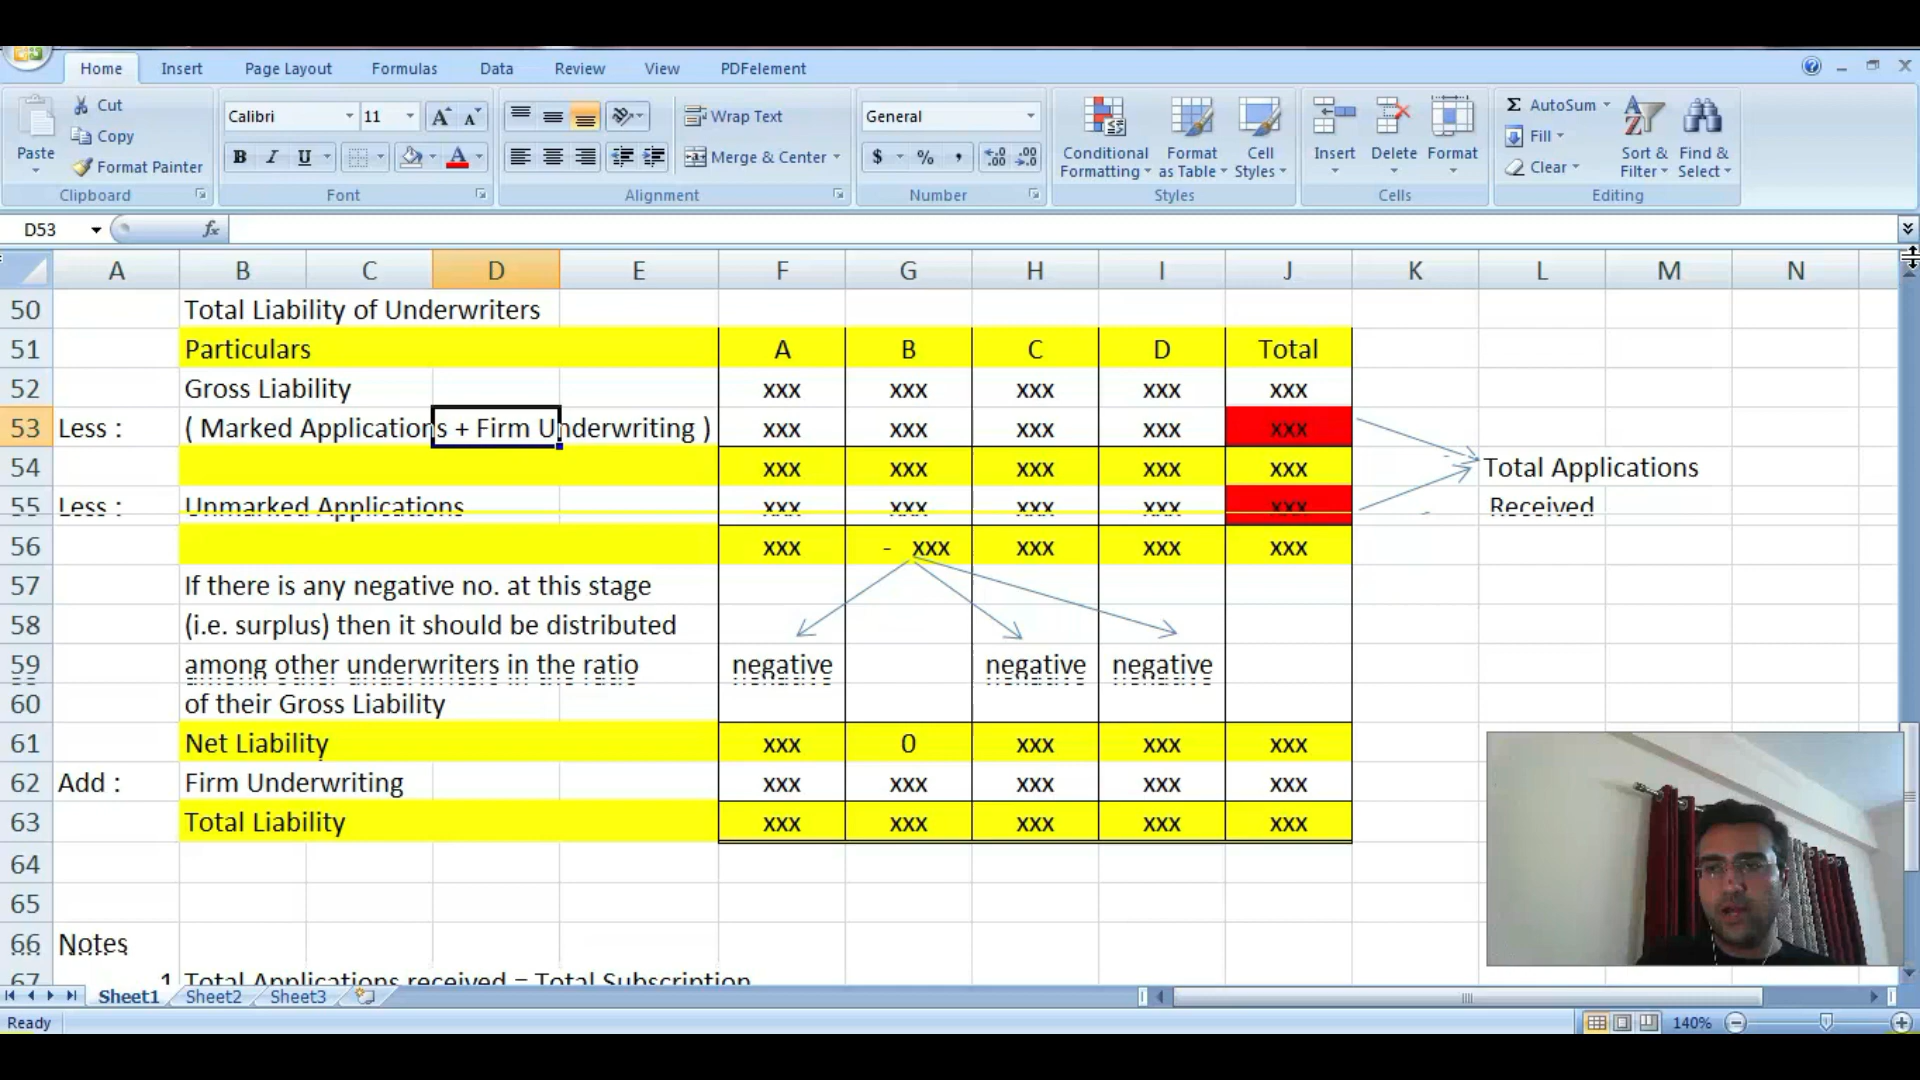 Home Insert Page Layout Formulas Data Review View PDFelement
Cut
Copy
Format Painter
Paste
Clipboard
Calibri 11
B I U
Font
Wrap Text
Merge & Center
Alignment
General
$ % ,
Number
Conditional Formatting
Format as Table
Cell Styles
Styles
Insert Delete Format
Cells
AutoSum
Fill
Clear
Sort & Filter
Find & Select
Editing
D53 fx
A B C D E F G H I J K L M N
50 Total Liability of Underwriters
51 Particulars A B C D Total
52 Gross Liability xxx xxx xxx xxx xxx
53 Less : ( Marked Applications + Firm Underwriting ) xxx xxx xxx xxx xxx
54 xxx xxx xxx xxx xxx Total Applications
55 Less : Unmarked Applications xxx xxx xxx xxx xxx Received
56 xxx - xxx xxx xxx xxx
57 If there is any negative no. at this stage
58 (i.e. surplus) then it should be distributed
59 among other underwriters in the ratio negative negative negative
60 of their Gross Liability
61 Net Liability xxx 0 xxx xxx xxx
62 Add : Firm Underwriting xxx xxx xxx xxx xxx
63 Total Liability xxx xxx xxx xxx xxx
64
65
66 Notes
67 1 Total Applications received = Total Subscription
Sheet1 Sheet2 Sheet3
Ready 140%